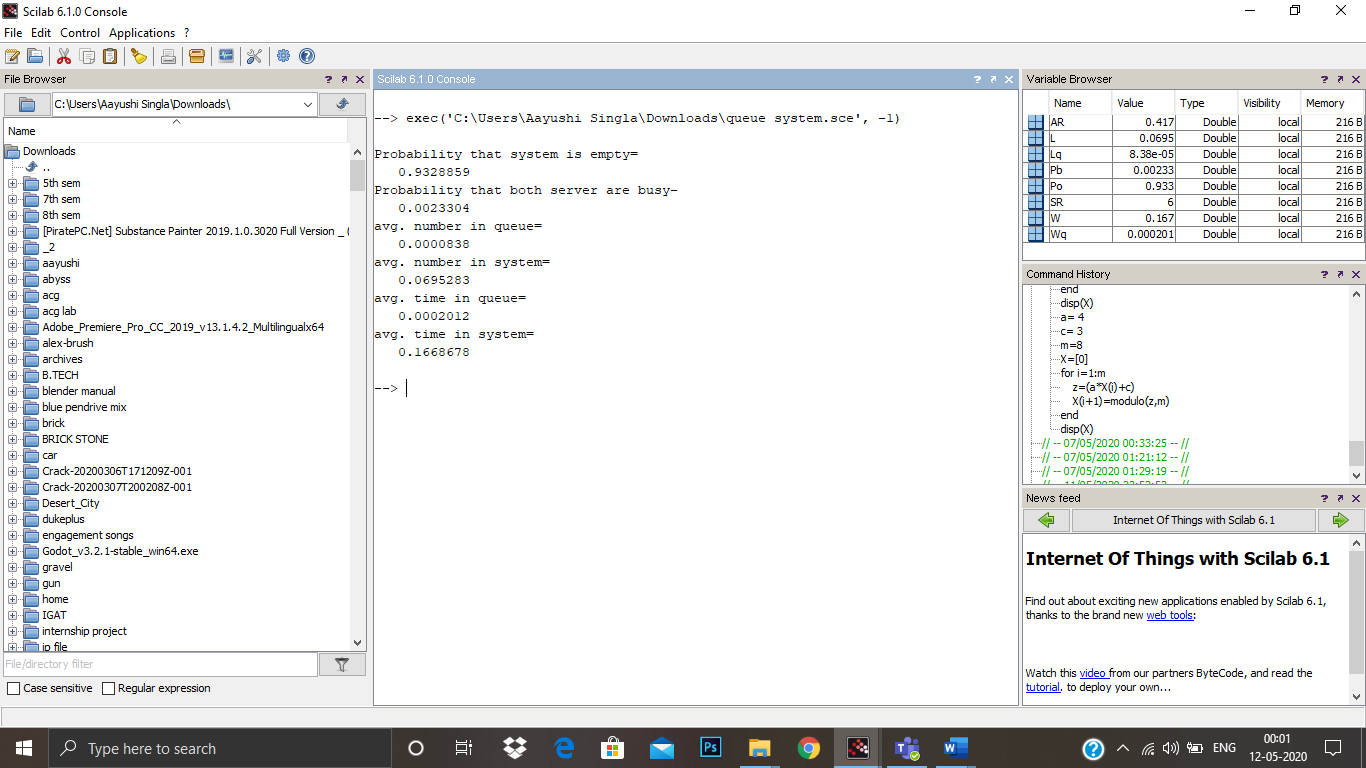 Scilab 6.1.0 Console
File Edit Control Applications ?
File Browser
C:\Users\Aayushi Singla\Downloads\
Name
Downloads
..
5th sem
7th sem
8th sem
[PiratePC.Net] Substance Painter 2019.1.0.3020 Full Version _ (
_2
aayushi
abyss
acg
acg lab
Adobe_Premiere_Pro_CC_2019_v13.1.4.2_Multilingualx64
alex-brush
archives
B.TECH
blender manual
blue pendrive mix
brick
BRICK STONE
car
Crack-20200306T171209Z-001
Crack-20200307T200208Z-001
Desert_City
dukeplus
engagement songs
Godot_v3.2.1-stable_win64.exe
gravel
gun
home
IGAT
internship project
ip file
File/directory filter
Case sensitive Regular expression
Scilab 6.1.0 Console
--> exec('C:\Users\Aayushi Singla\Downloads\queue system.sce', -1)
Probability that system is empty=
0.9328859
Probability that both server are busy-
0.0023304
avg. number in queue=
0.0000838
avg. number in system=
0.0695283
avg. time in queue=
0.0002012
avg. time in system=
0.1668678
-->
Variable Browser
Name Value Type Visibility Memory
AR 0.417 Double local 216 B
L 0.0695 Double local 216 B
Lq 8.38e-05 Double local 216 B
Pb 0.00233 Double local 216 B
Po 0.933 Double local 216 B
SR 6 Double local 216 B
W 0.167 Double local 216 B
Wq 0.000201 Double local 216 B
Command History
end
disp(X)
a= 4
c= 3
m=8
X=[0]
for i=1:m
z=(a*X(i)+c)
X(i+1)=modulo(z,m)
end
disp(X)
// -- 07/05/2020 00:33:25 -- //
// -- 07/05/2020 01:21:12 -- //
// -- 07/05/2020 01:29:19 -- //
News feed
Internet Of Things with Scilab 6.1
Internet Of Things with Scilab 6.1
Find out about exciting new applications enabled by Scilab 6.1,
thanks to the brand new web tools:
Watch this video from our partners ByteCode, and read the
tutorial. to deploy your own...
Type here to search
Ps
ENG
00:01
12-05-2020